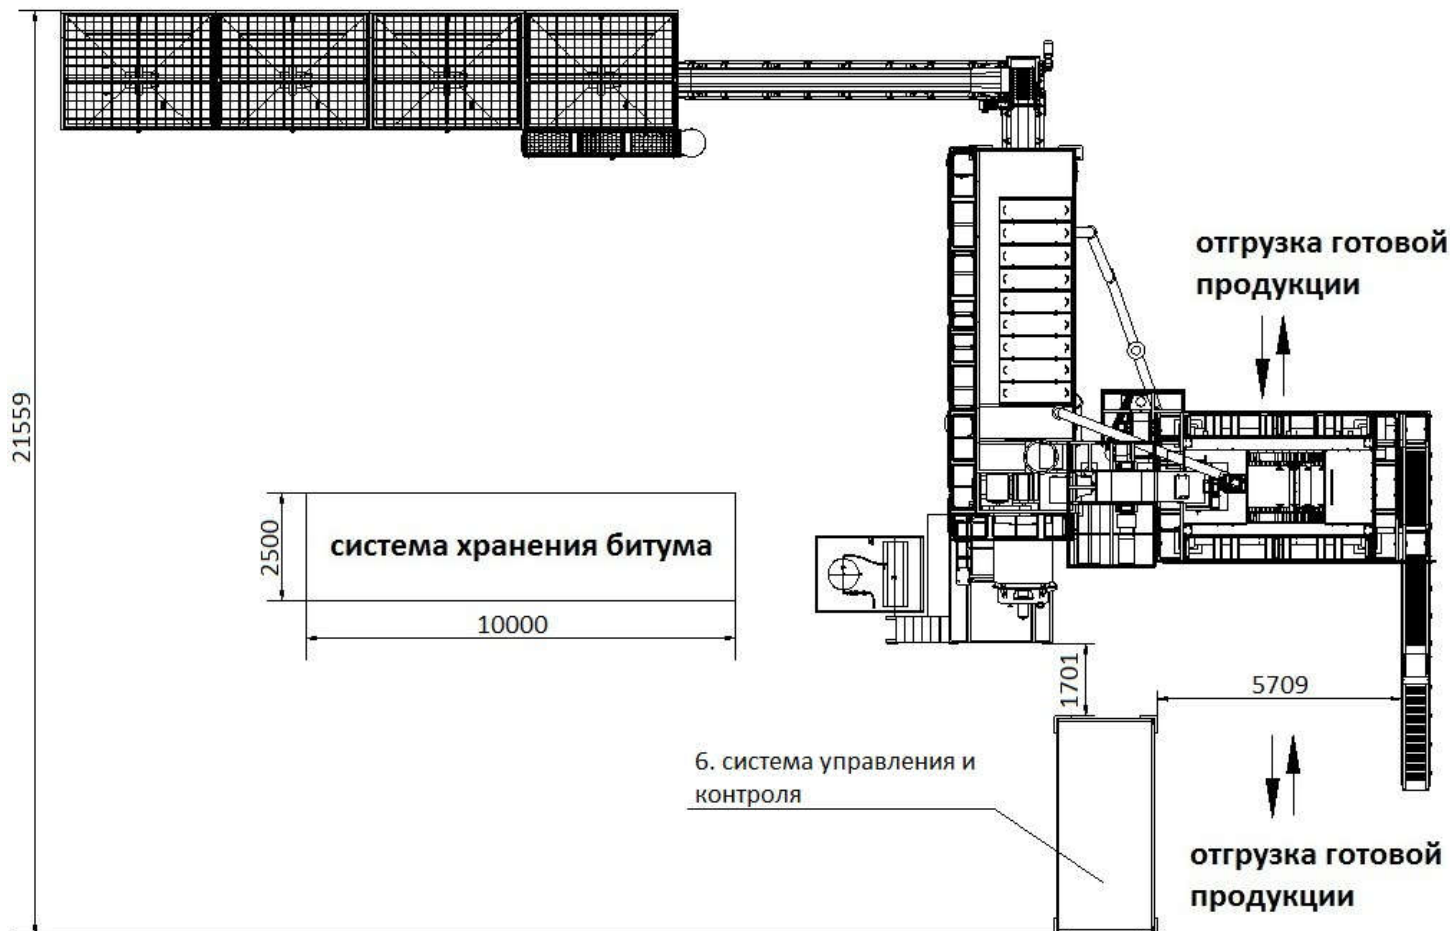 отгрузка готовой
продукции
21559
2500
система хранения битума
10000
1701
5709
6. система управления и
контроля
отгрузка готовой
продукции